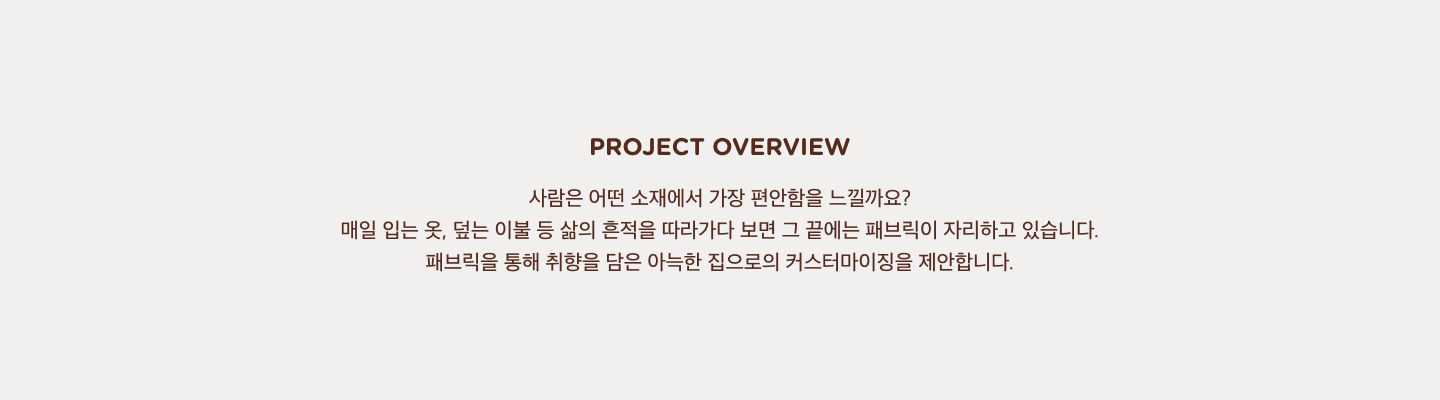 PROJECT OVERVIEW
사람은 어떤 소재에서 가장 편안함을 느낄까요?
매일 입는 옷, 덮는 이불 등 삶의 흔적을 따라가다 보면 그 끝에는 패브릭이 자리하고 있습니다.
패브릭을 통해 취향을 담은 아늑한 집으로의 커스터마이징을 제안합니다.